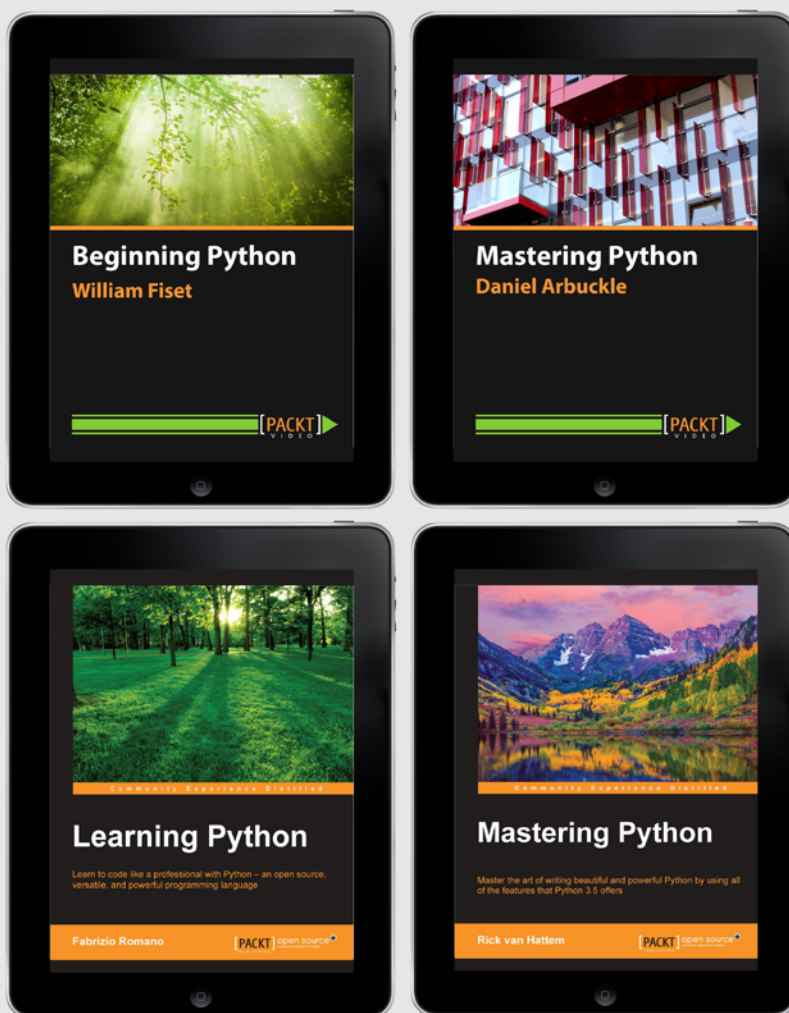 Beginning Python
William Fiset
[PACKT]
VIDEO
Mastering Python
Daniel Arbuckle
[PACKT]
VIDEO
Community Experience Distilled
Learning Python
Learn to code like a professional with Python – an open source,
versatile, and powerful programming language
Fabrizio Romano
[PACKT] open source
PUBLISHING
Community Experience Distilled
Mastering Python
Master the art of writing beautiful and powerful Python by using all
of the features that Python 3.5 offers
Rick van Hattem
[PACKT] open source
PUBLISHING